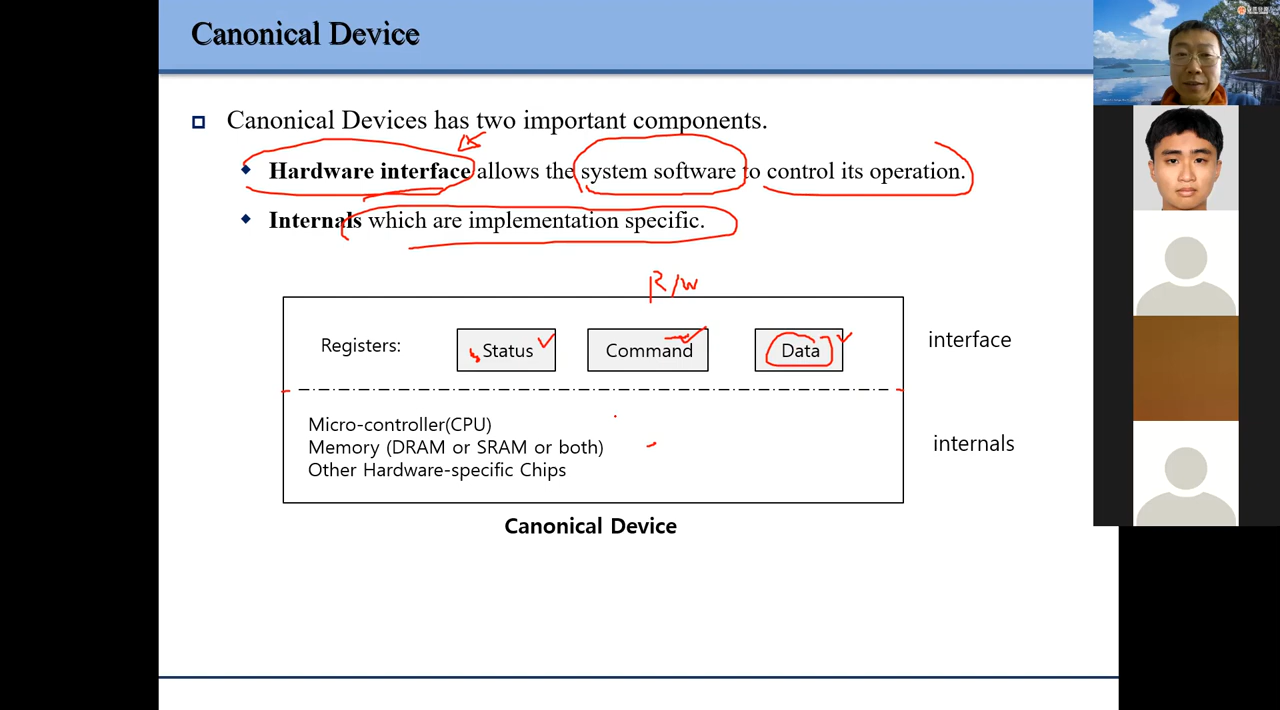 Canonical Device
Canonical Devices has two important components.
Hardware interface allows the system software to control its operation.
Internals which are implementation specific.
R/W
Registers:
Status
Command
Data
interface
Micro-controller(CPU)
Memory (DRAM or SRAM or both)
Other Hardware-specific Chips
internals
Canonical Device